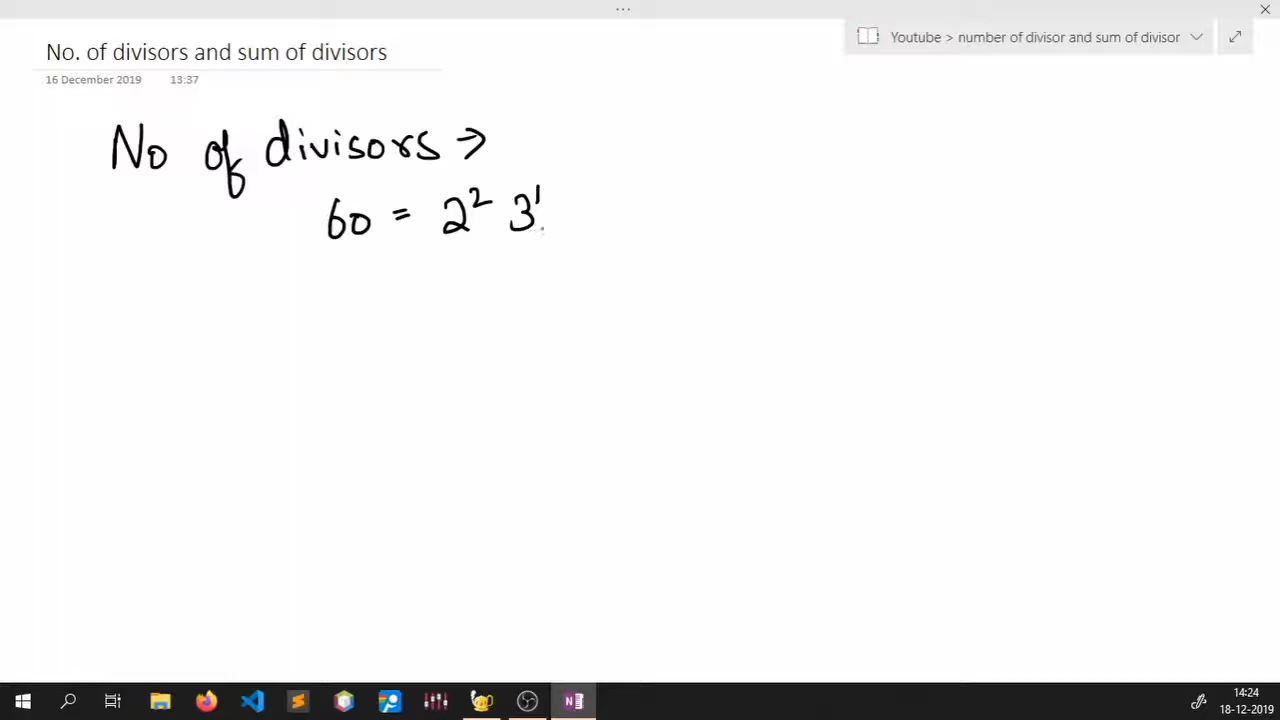 ...
Youtube > number of divisor and sum of divisor
No. of divisors and sum of divisors
16 December 2019 13:37
No of divisors →
60 = 2² 3¹
14:24
18-12-2019